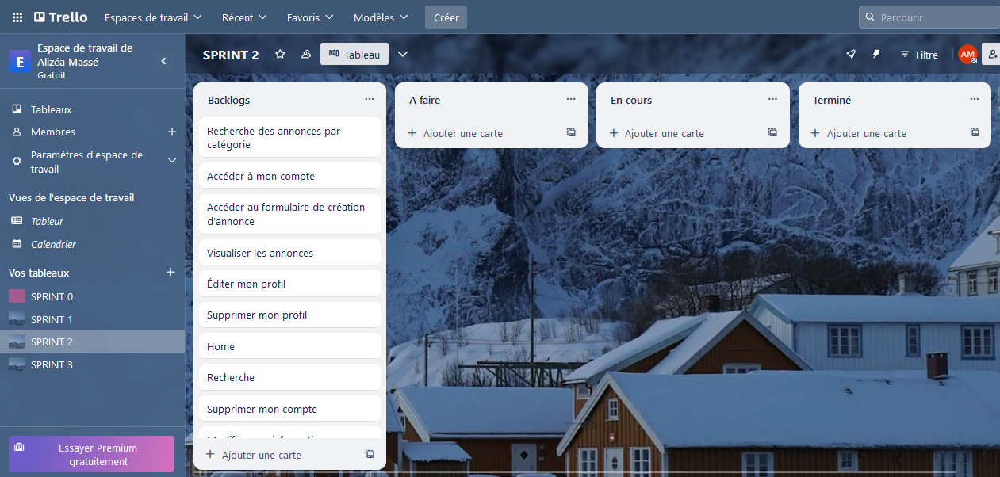 Trello
Espaces de travail
Récent
Favoris
Modèles
Créer
Parcourir
E
Espace de travail de
Alizéa Massé
Gratuit
Tableaux
Membres
Paramètres d'espace de
travail
Vues de l'espace de travail
Tableur
Calendrier
Vos tableaux
SPRINT 0
SPRINT 1
SPRINT 2
SPRINT 3
Essayer Premium
gratuitement
SPRINT 2
Tableau
Filtre
AM
Backlogs
Recherche des annonces par
catégorie
Accéder à mon compte
Accéder au formulaire de création
d'annonce
Visualiser les annonces
Éditer mon profil
Supprimer mon profil
Home
Recherche
Supprimer mon compte
Ajouter une carte
A faire
Ajouter une carte
En cours
Ajouter une carte
Terminé
Ajouter une carte